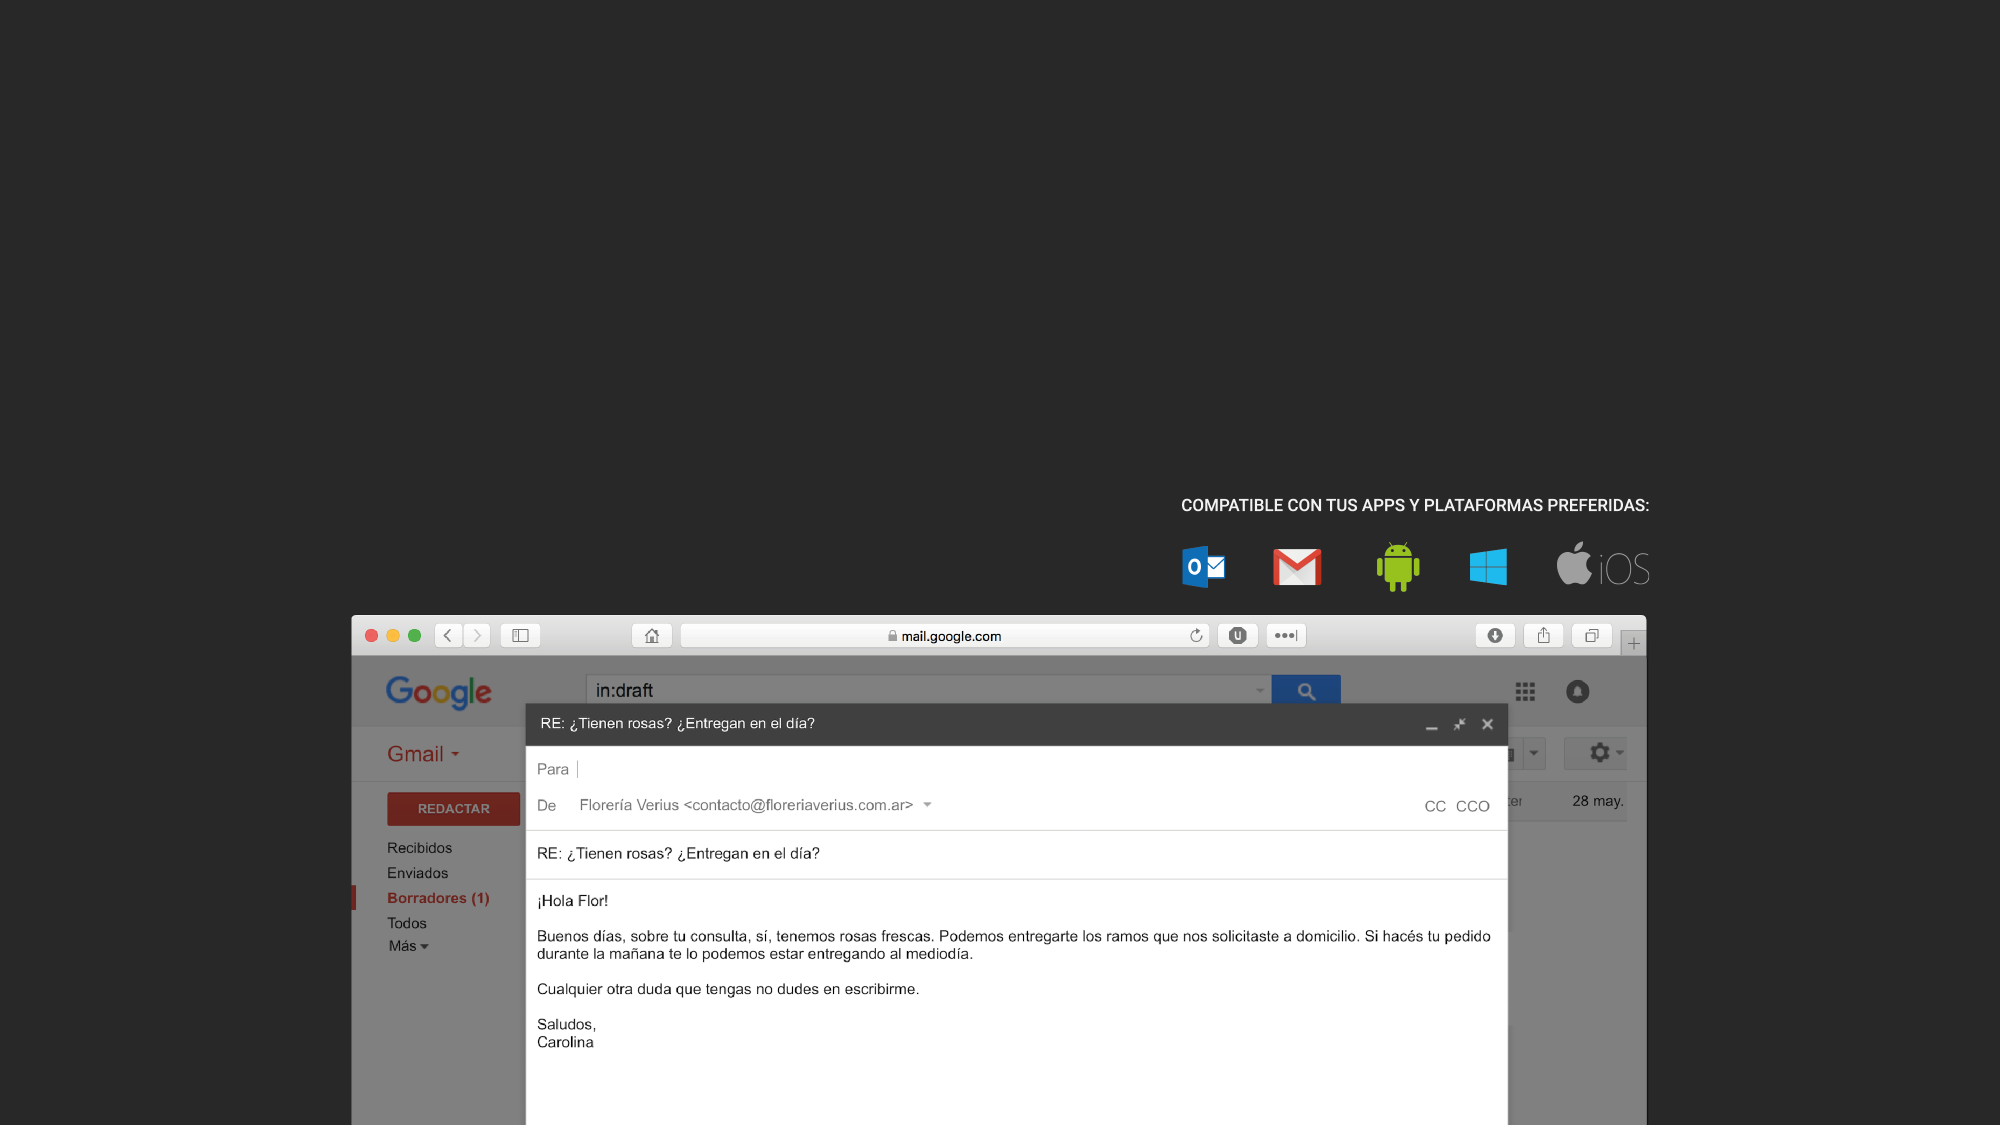 COMPATIBLE CON TUS APPS Y PLATAFORMAS PREFERIDAS:
iOS
mail.google.com
Google
in:draft
RE: ¿Tienen rosas? ¿Entregan en el día?
Gmail
Para
De Florería Verius <contacto@floreriaverius.com.ar>
CC CCO
28 may.
REDACTAR
Recibidos
Enviados
Borradores (1)
Todos
Más
RE: ¿Tienen rosas? ¿Entregan en el día?
¡Hola Flor!
Buenos días, sobre tu consulta, sí, tenemos rosas frescas. Podemos entregarte los ramos que nos solicitaste a domicilio. Si hacés tu pedido
durante la mañana te lo podemos estar entregando al mediodía.
Cualquier otra duda que tengas no dudes en escribirme.
Saludos,
Carolina